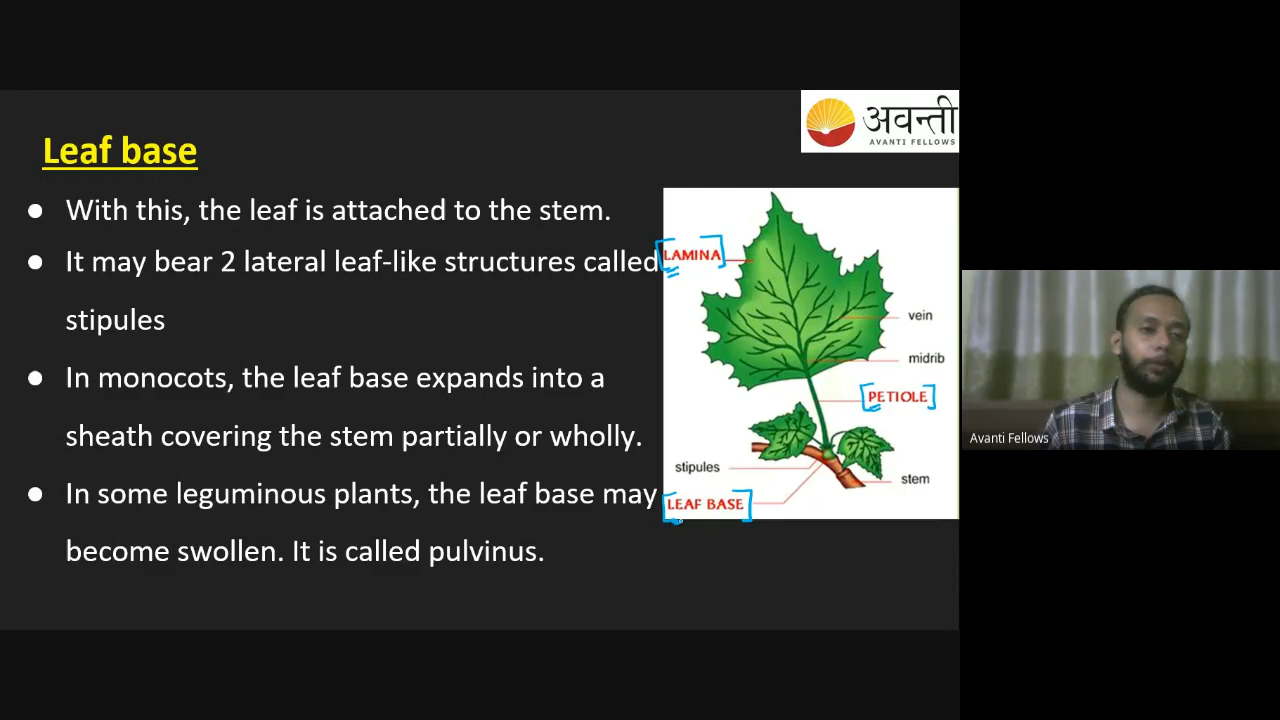 अवन्ती
AVANTI FELLOWS
Leaf base
● With this, the leaf is attached to the stem.
● It may bear 2 lateral leaf-like structures called
stipules
● In monocots, the leaf base expands into a
sheath covering the stem partially or wholly.
● In some leguminous plants, the leaf base may
become swollen. It is called pulvinus.
LAMINA
vein
midrib
PETIOLE
stipules
stem
LEAF BASE
Avanti Fellows